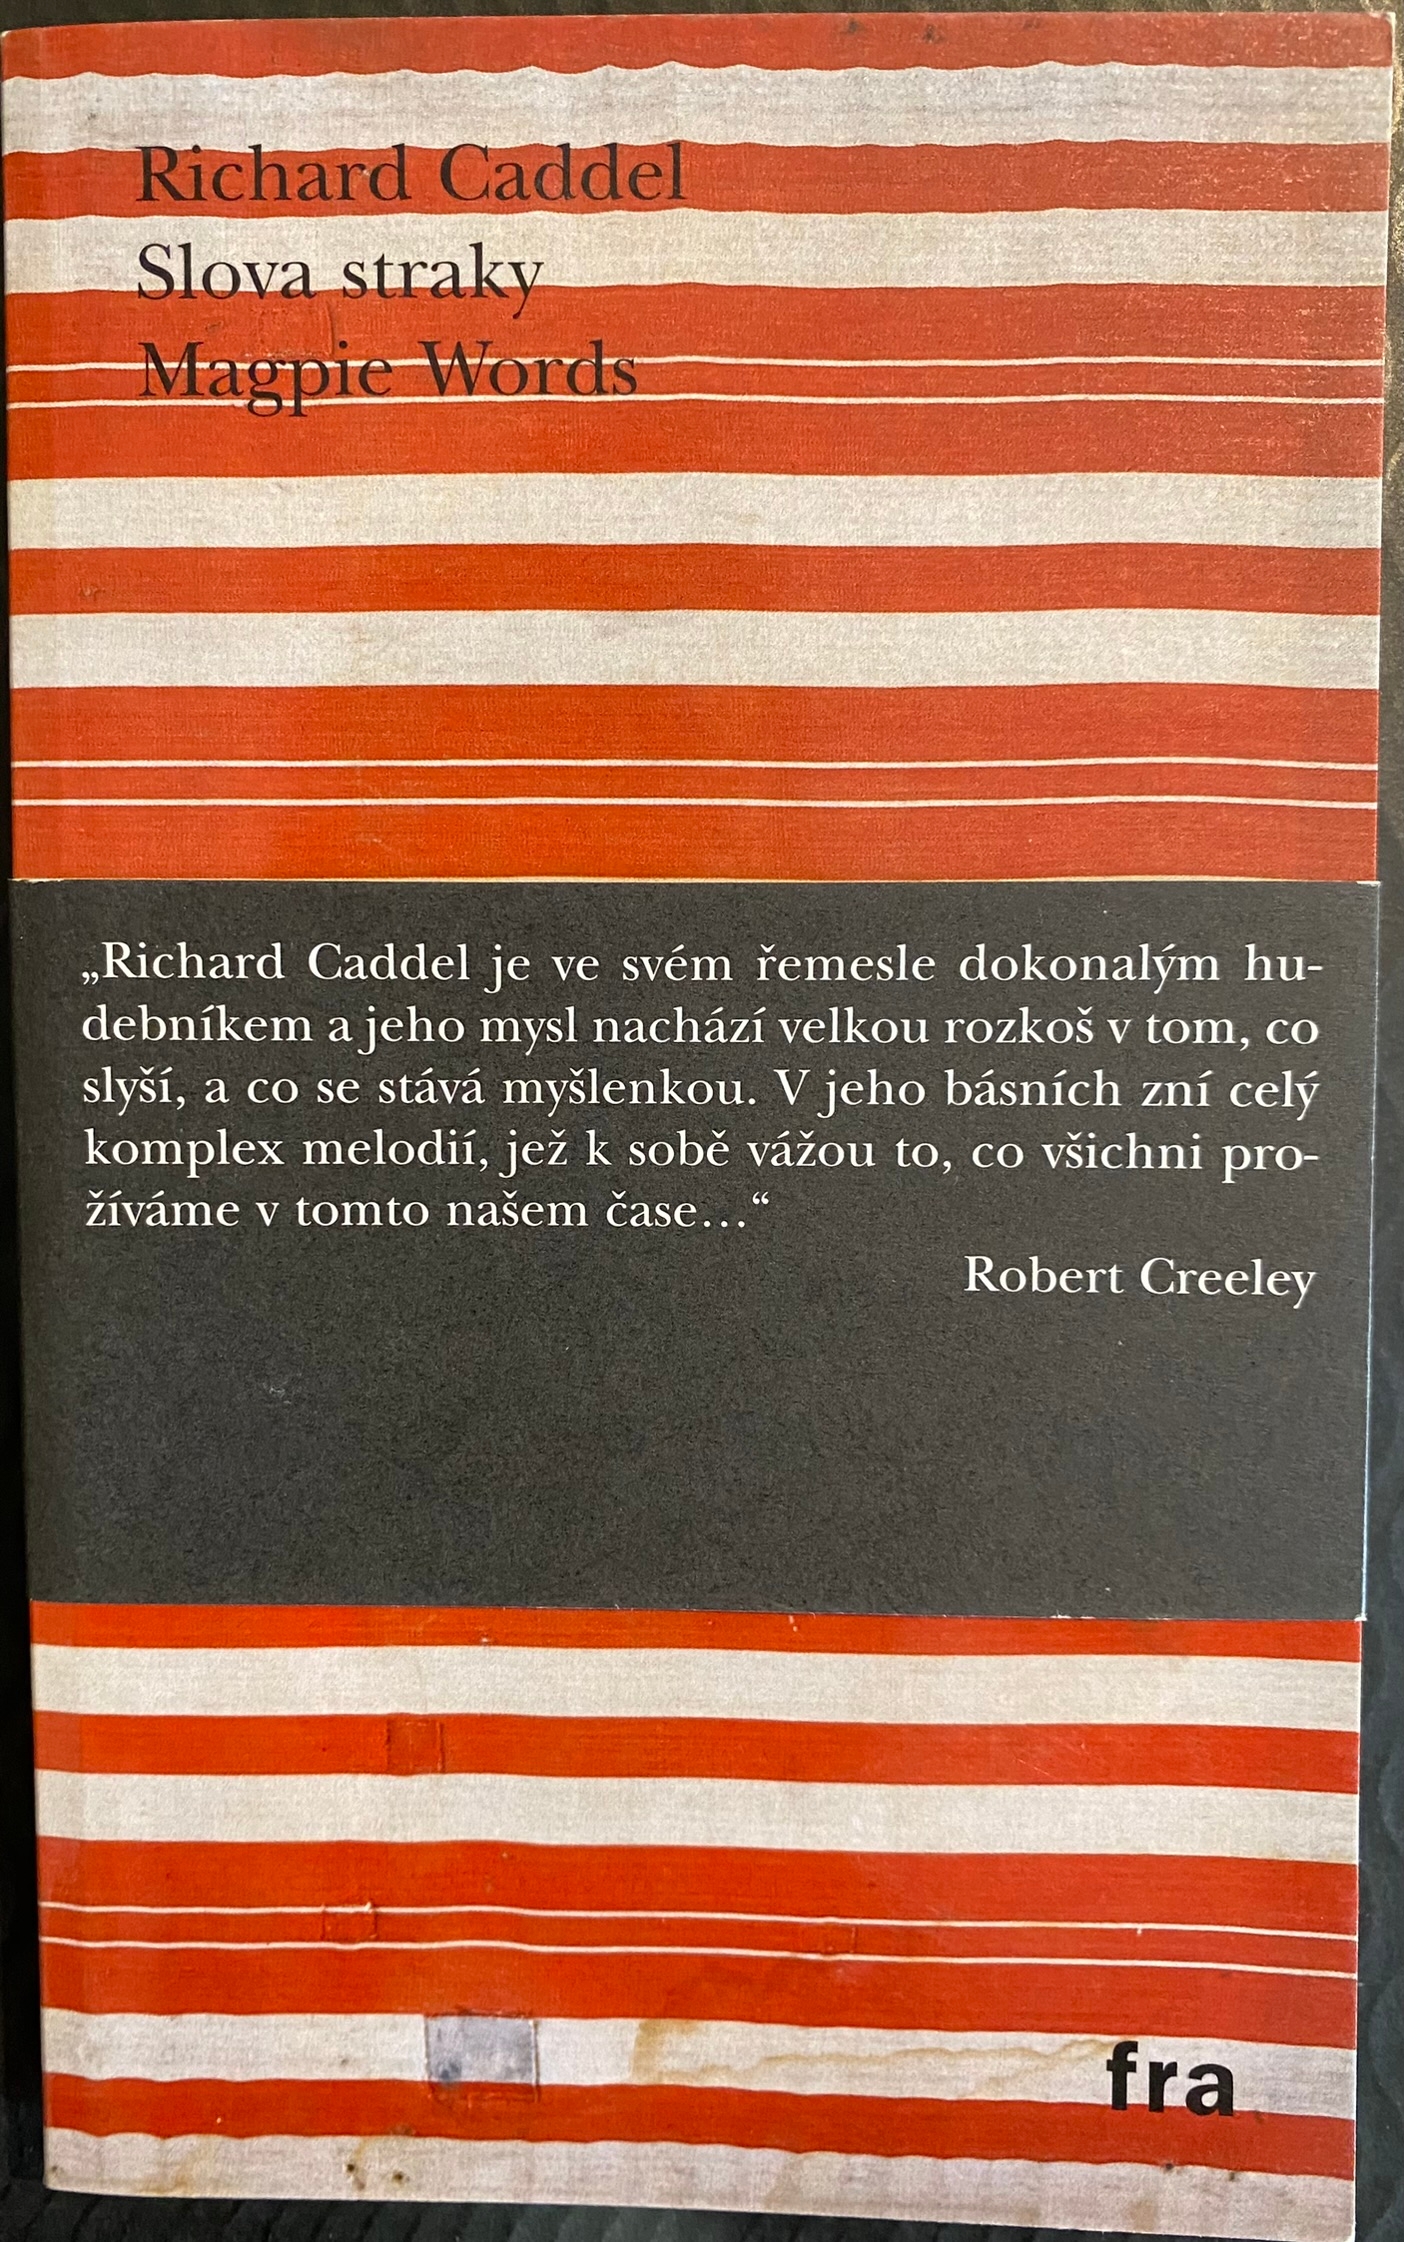 Richard Caddel
Slova straky
Magpie Words
„Richard Caddel je ve svém řemesle dokonalým hu-
debníkem a jeho mysl nachází velkou rozkoš v tom, co
slyší, a co se stává myšlenkou. V jeho básních zní celý
komplex melodií, jež k sobě vážou to, co všichni pro-
žíváme v tomto našem čase…“
Robert Creeley
fra